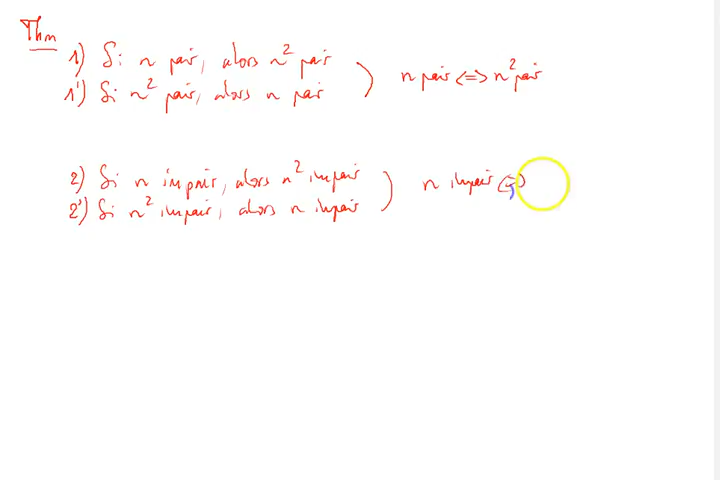 Thm
1) Si n pair, alors n² pair
1') Si n² pair, alors n pair
n pair <=> n² pair
2) Si n impair, alors n² impair
2') Si n² impair, alors n impair
n impair <=>